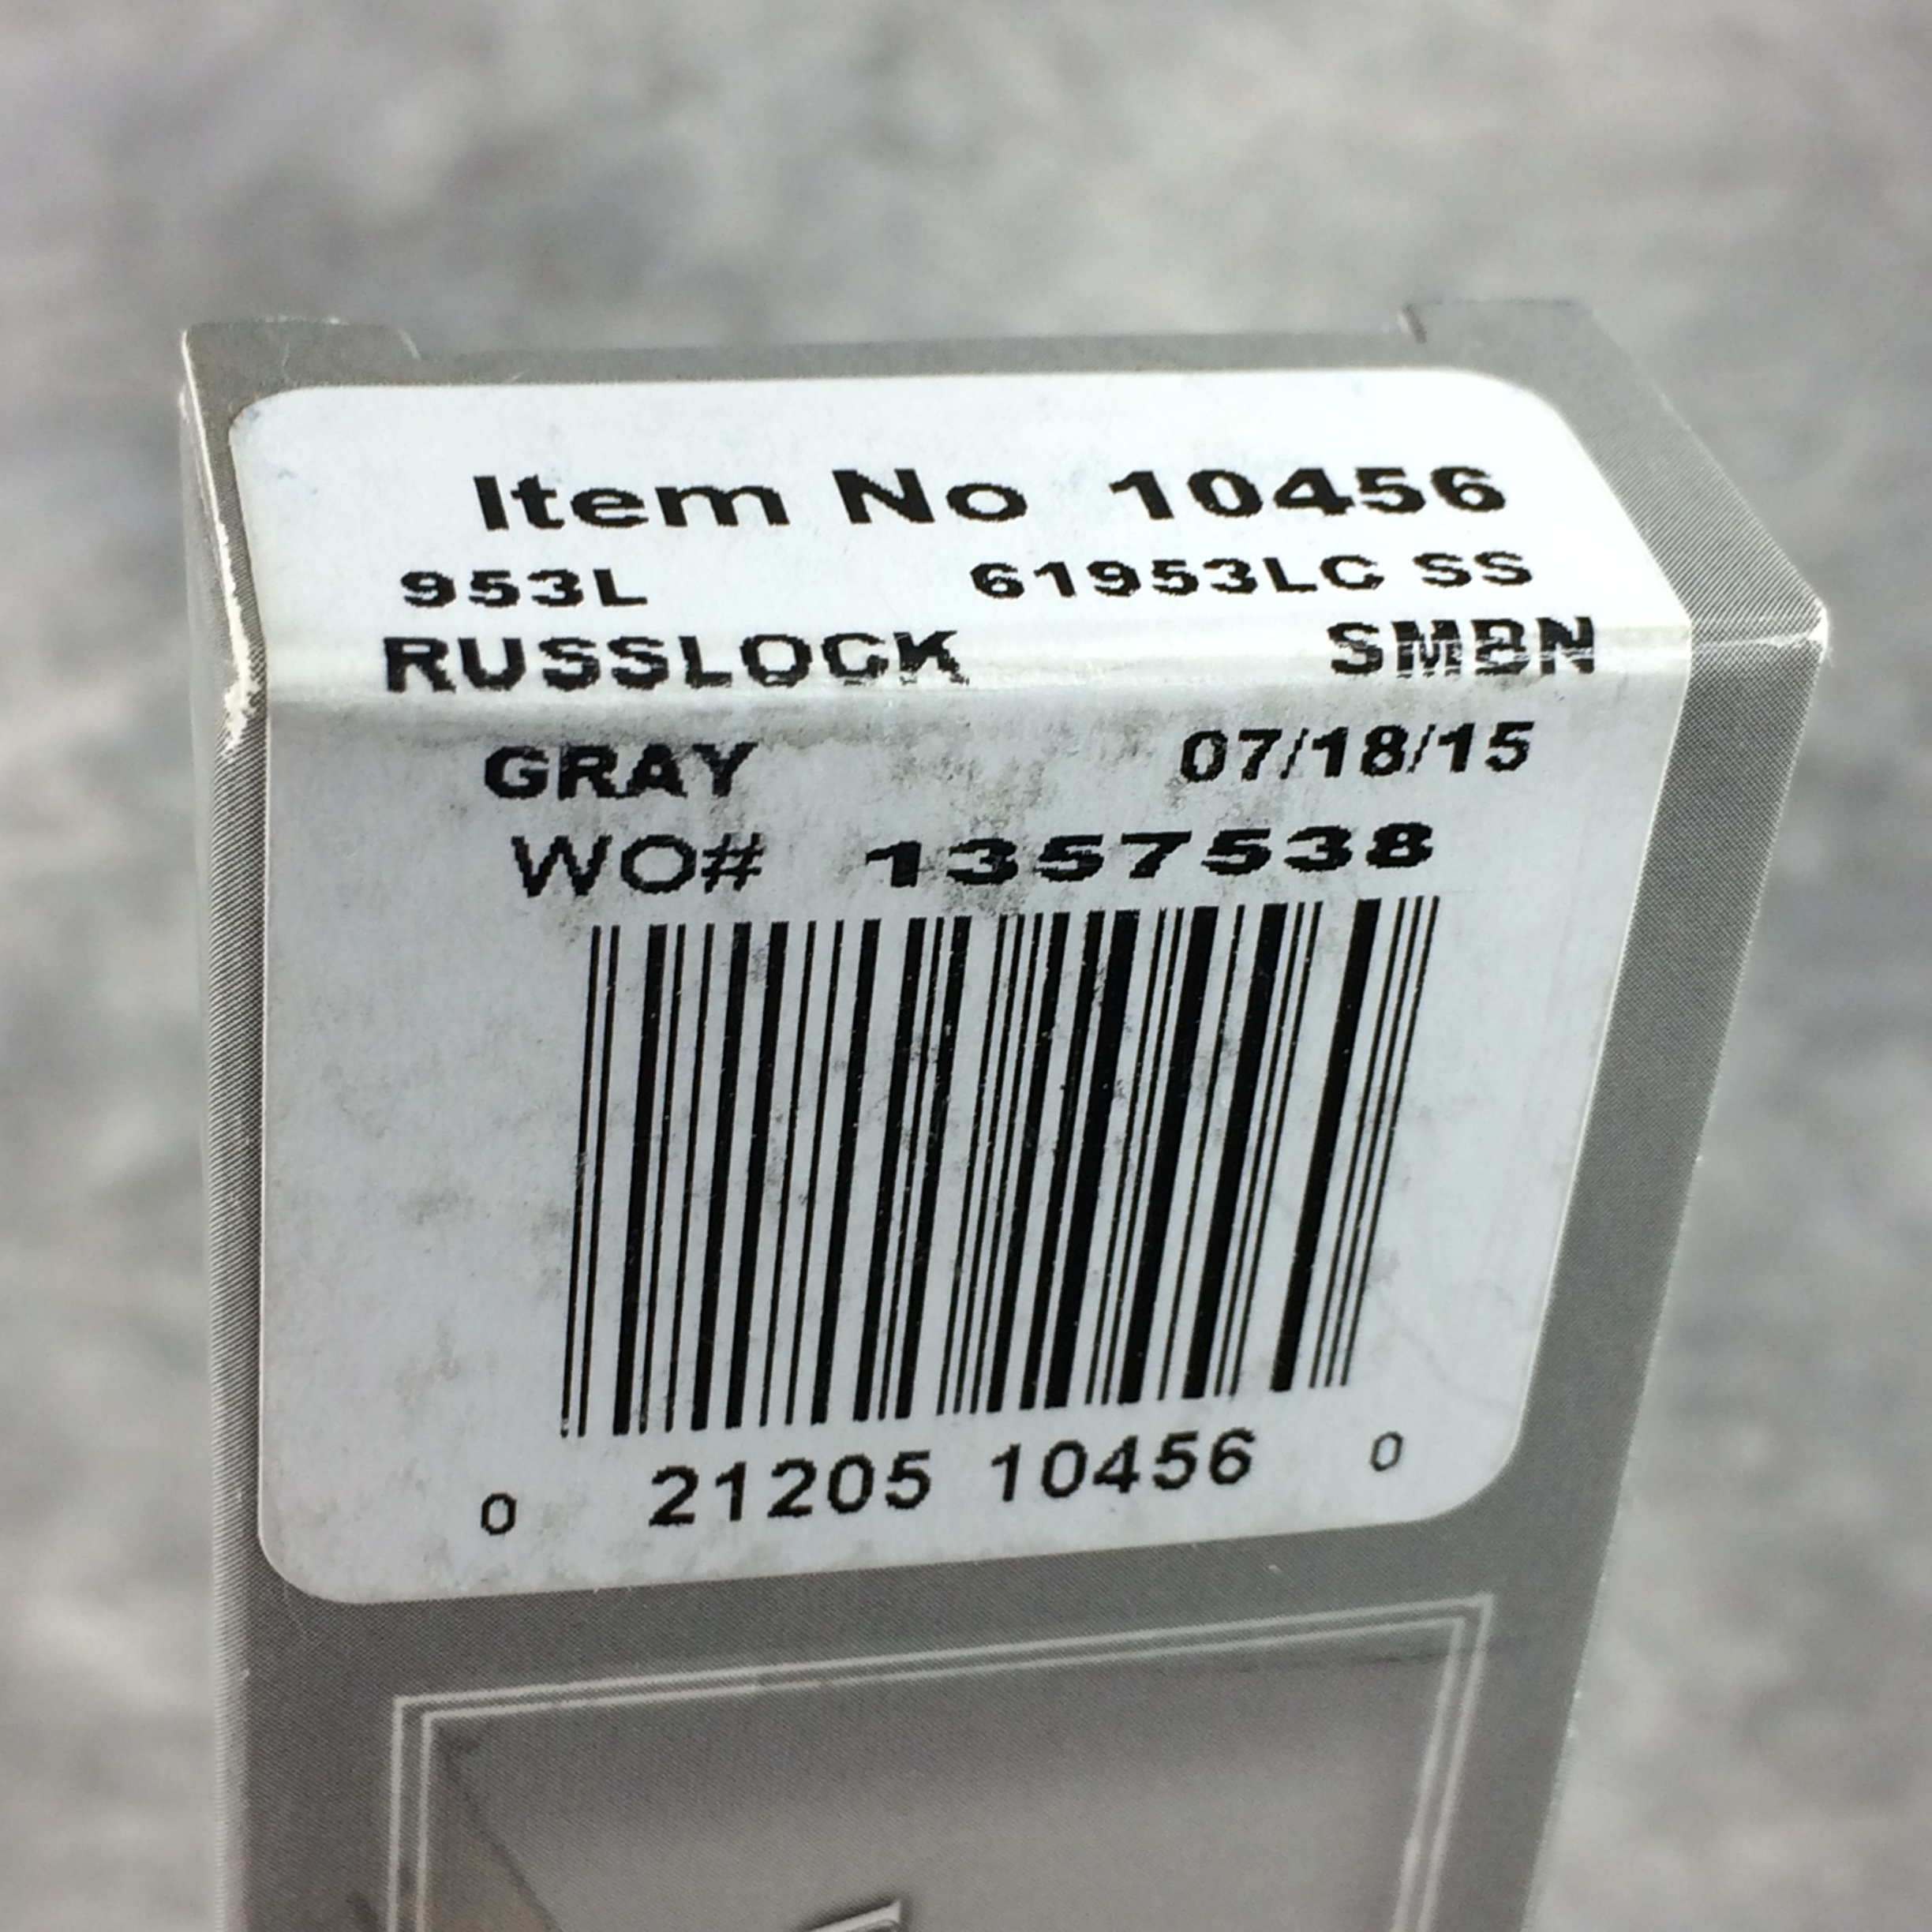 Item No 10456
953L 61953LC SS
RUSSLOCK SMBN
GRAY 07/18/15
WO# 1357538
0 21205 10456 0